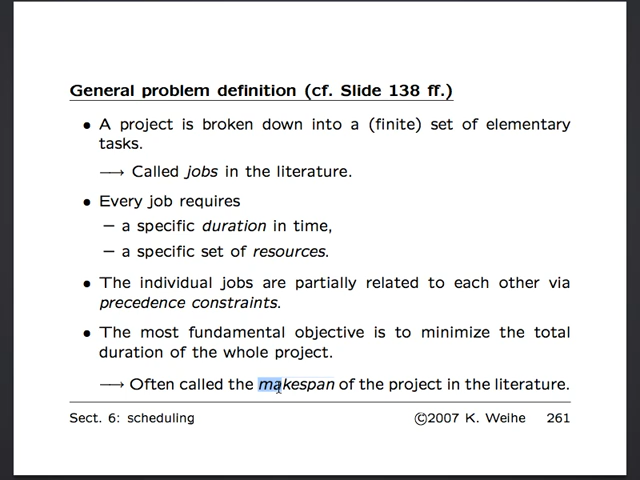 General problem definition (cf. Slide 138 ff.)
• A project is broken down into a (finite) set of elementary
tasks.
⟶ Called jobs in the literature.
• Every job requires
– a specific duration in time,
– a specific set of resources.
• The individual jobs are partially related to each other via
precedence constraints.
• The most fundamental objective is to minimize the total
duration of the whole project.
⟶ Often called the makespan of the project in the literature.
Sect. 6: scheduling ©2007 K. Weihe 261